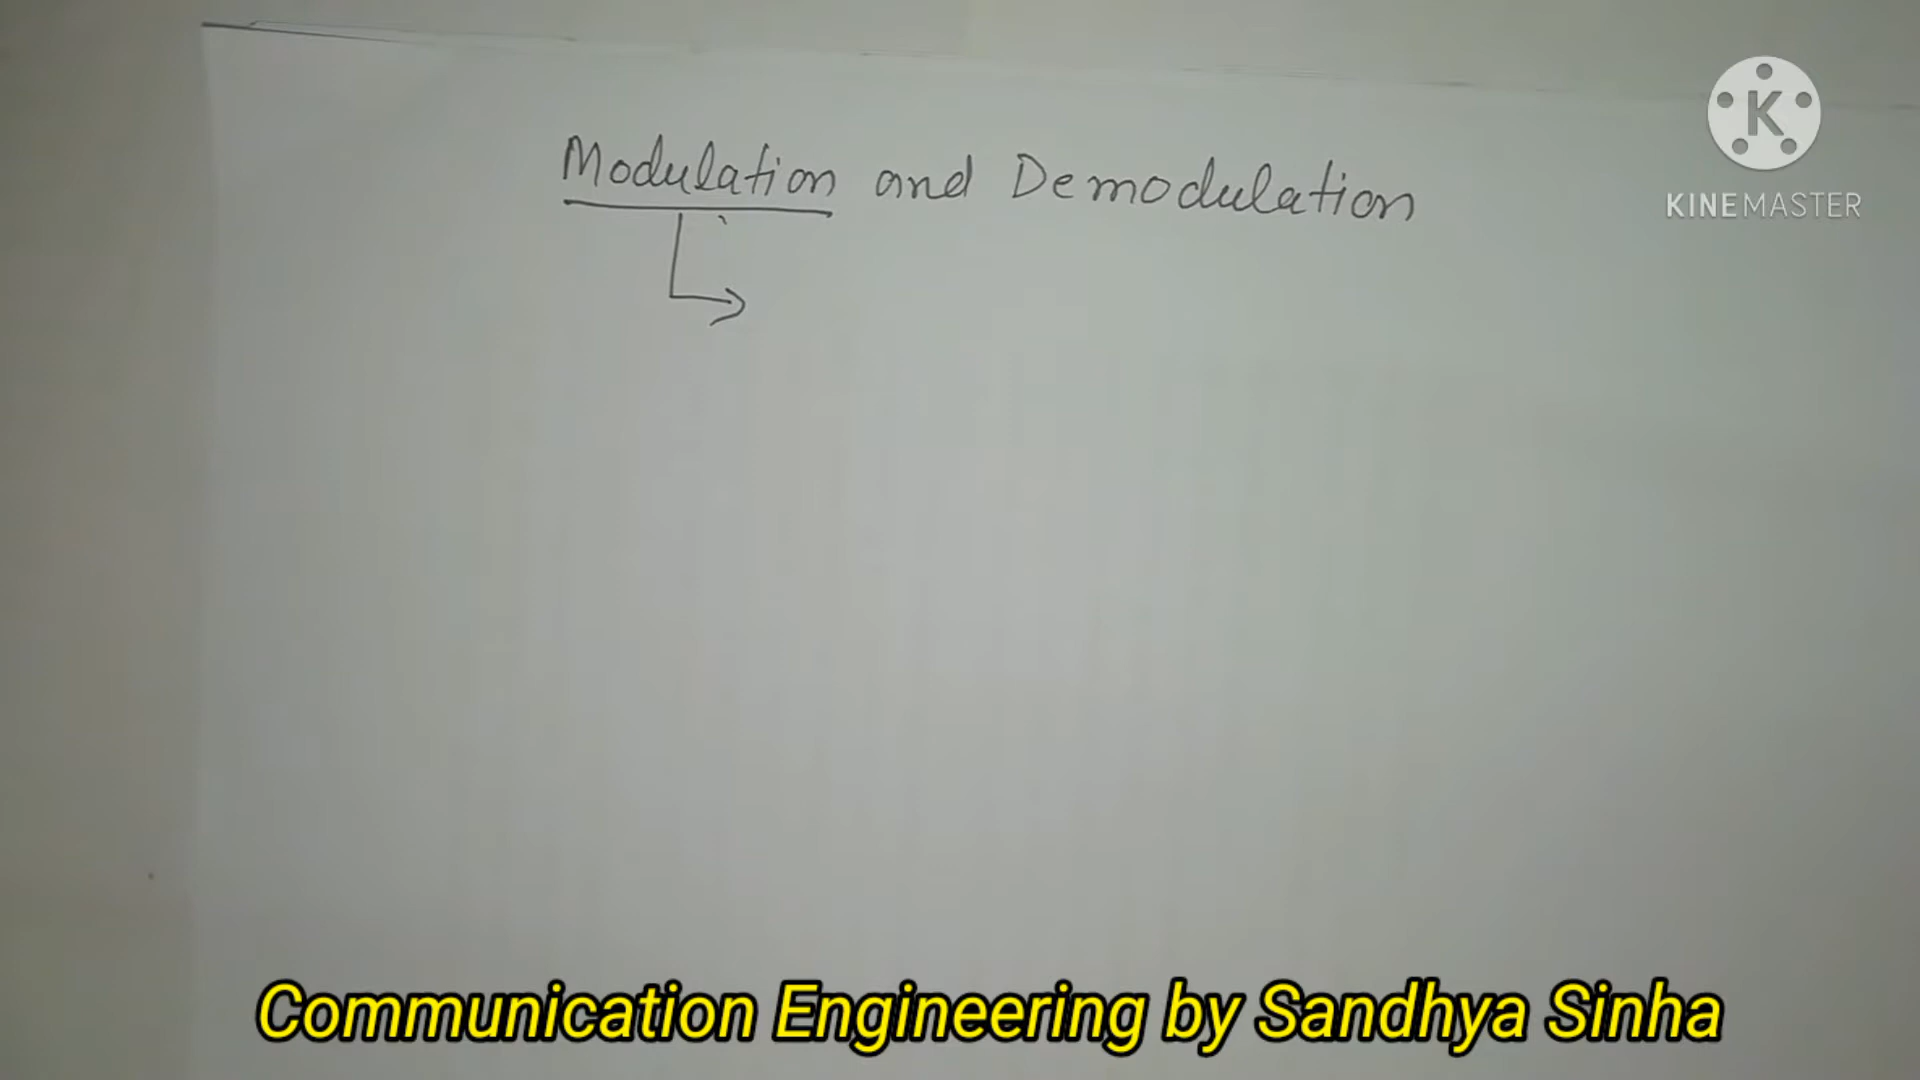 Modulation and Demodulation
K
KINEMASTER
Communication Engineering by Sandhya Sinha